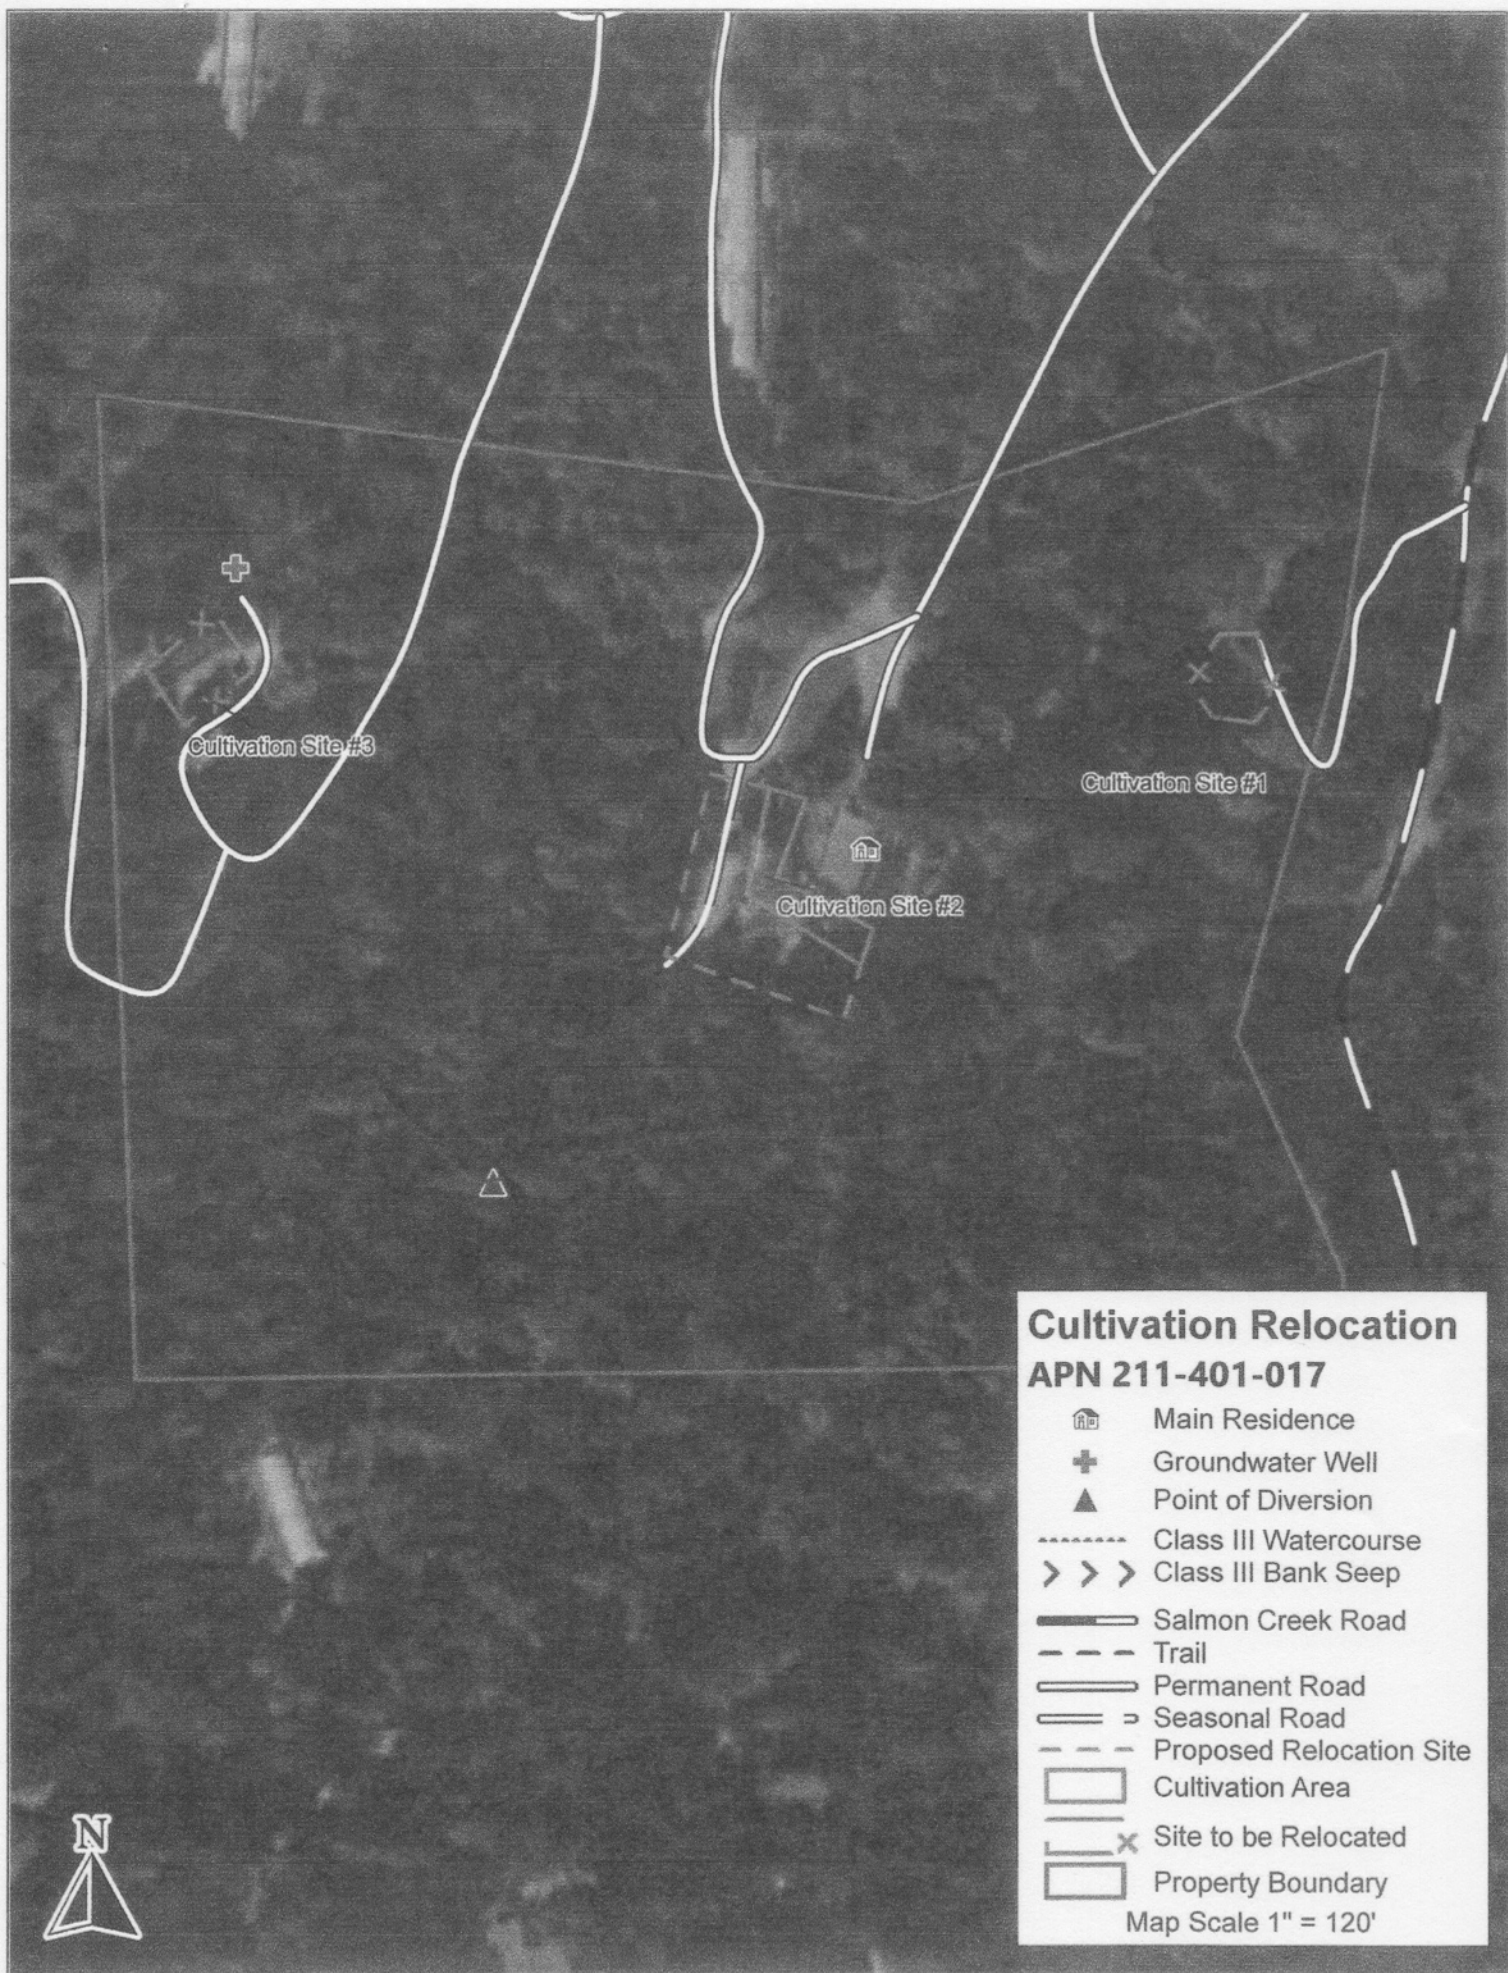 Cultivation Site #3
Cultivation Site #1
Cultivation Site #2
Cultivation Relocation
APN 211-401-017
Main Residence
Groundwater Well
Point of Diversion
Class III Watercourse
Class III Bank Seep
Salmon Creek Road
Trail
Permanent Road
Seasonal Road
Proposed Relocation Site
Cultivation Area
Site to be Relocated
Property Boundary
Map Scale 1" = 120'
N